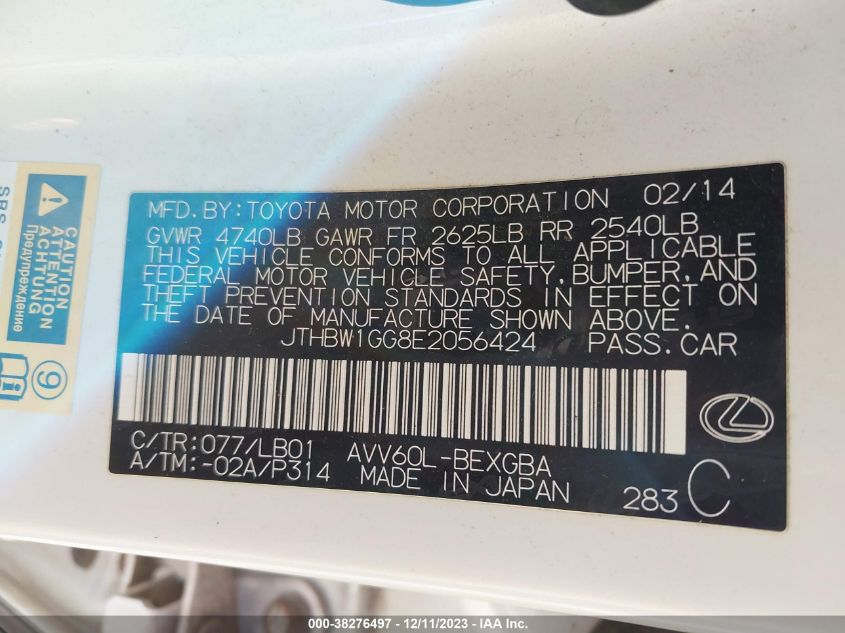 MFD.BY:TOYOTA MOTOR CORPORATION 02/14
GVWR 4740LB GAWR FR 2625LB RR 2540LB
THIS VEHICLE CONFORMS TO ALL APPLICABLE
FEDERAL MOTOR VEHICLE SAFETY,BUMPER,AND
THEFT PREVENTION STANDARDS IN EFFECT ON
THE DATE OF MANUFACTURE SHOWN ABOVE.
JTHBW1GG8E2056424 PASS.CAR
C/TR:077/LB01 AVV60L-BEXGBA
A/TM:-02A/P314 MADE IN JAPAN
283 C
CAUTION
ATTENTION
ACHTUNG
Предупреждение
9
000-38276497 - 12/11/2023 - IAA Inc.